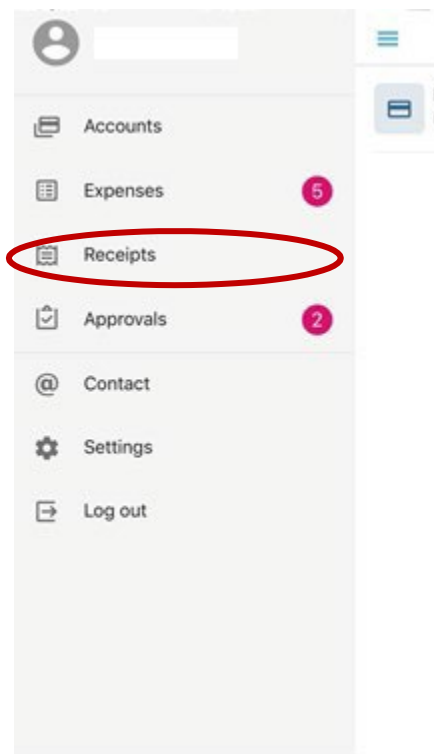 Accounts
Expenses 5
Receipts
Approvals 2
@ Contact
Settings
Log out